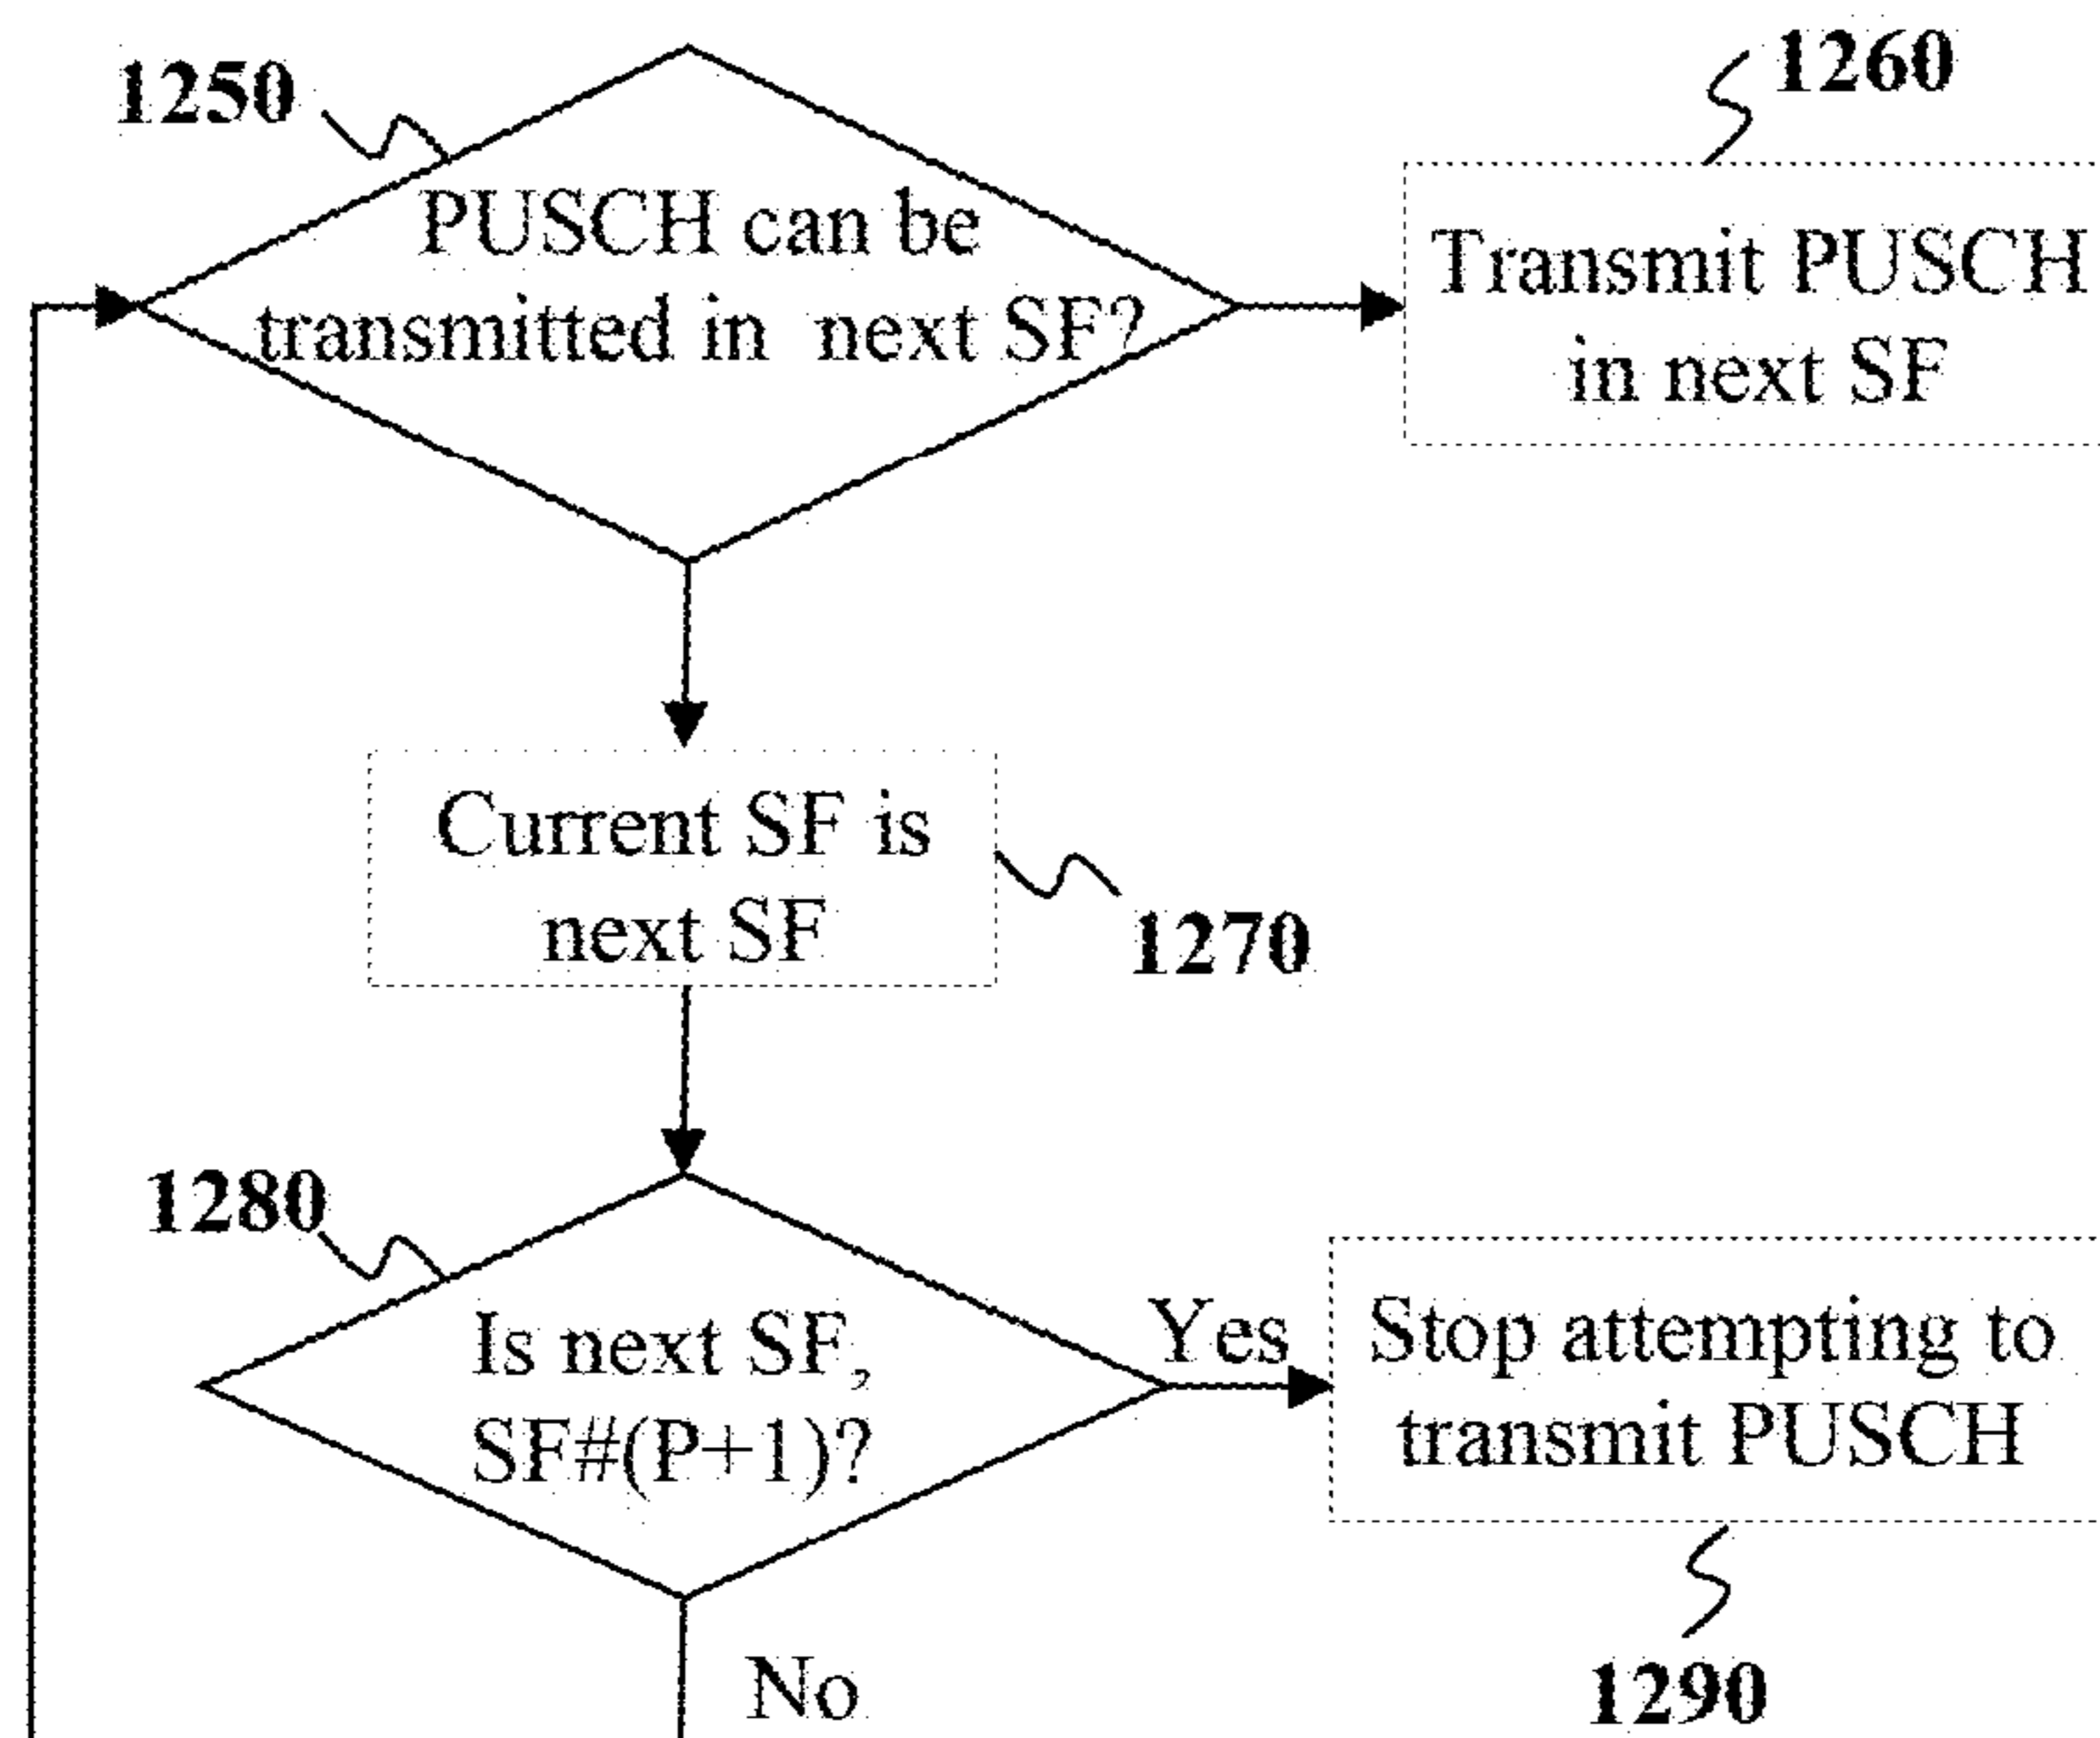 1250
PUSCH can be
transmitted in next SF?
1260
Transmit PUSCH
in next SF
Current SF is
next SF
1270
1280
Is next SF,
SF#(P+1)?
Yes
Stop attempting to
transmit PUSCH
1290
No